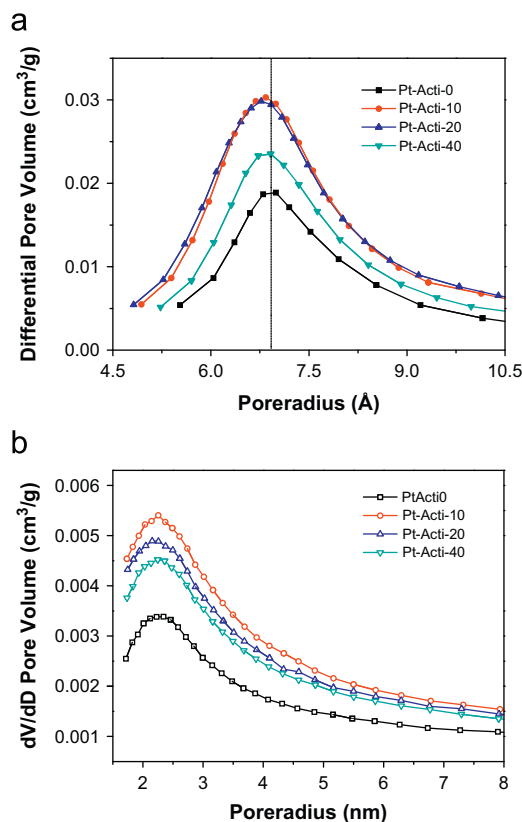 a
Differential Pore Volume (cm³/g)
0.03
0.02
0.01
0.00
Pt-Acti-0
Pt-Acti-10
Pt-Acti-20
Pt-Acti-40
4.5 6.0 7.5 9.0 10.5
Poreradius (Å)
b
dV/dD Pore Volume (cm³/g)
0.006
0.005
0.004
0.003
0.002
0.001
PtActi0
Pt-Acti-10
Pt-Acti-20
Pt-Acti-40
2 3 4 5 6 7 8
Poreradius (nm)